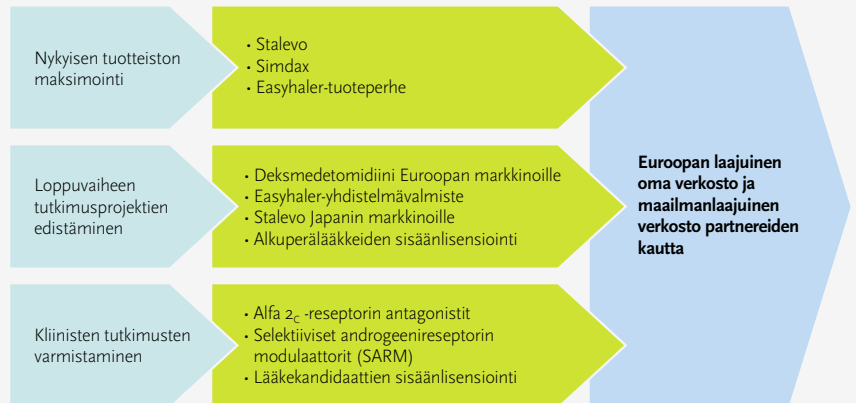 Nykyisen tuotteiston
maksimointi
• Stalevo
• Simdax
• Easyhaler-tuoteperhe
Loppuvaiheen
tutkimusprojektien
edistäminen
• Deksmedetomidiini Euroopan markkinoille
• Easyhaler-yhdistelmävalmiste
• Stalevo Japanin markkinoille
• Alkuperälääkkeiden sisäänlisensiointi
Kliinisten tutkimusten
varmistaminen
• Alfa 2C -reseptorin antagonistit
• Selektiiviset androgeenireseptorin
modulaattorit (SARM)
• Lääkekandidaattien sisäänlisensiointi
Euroopan laajuinen
oma verkosto ja
maailmanlaajuinen
verkosto partnereiden
kautta